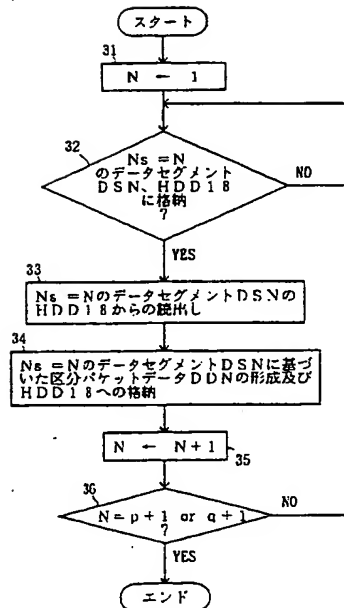 スタート
31
N ← 1
32
Ns =N
のデータセグメント
DSN、HDD18
に格納
?
NO
YES
33
Ns =NのデータセグメントDSNの
HDD18からの読出し
34
Ns =NのデータセグメントDSNに基づ
いた区分パケットデータDDNの形成及び
HDD18への格納
N ← N+1
35
36
N=p+1 or q+1
?
NO
YES
エンド